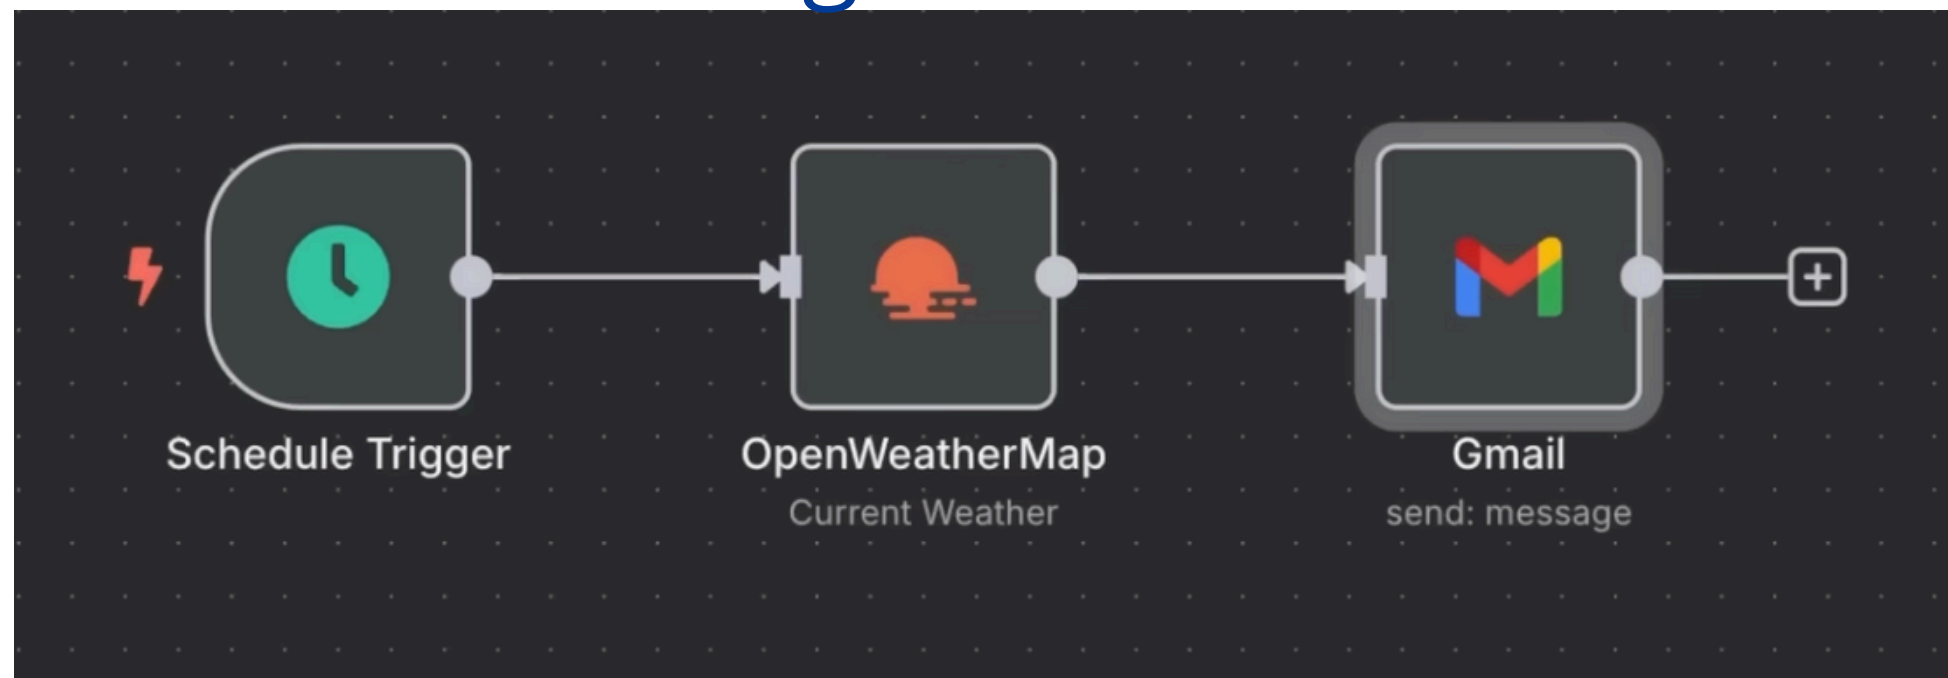 Schedule Trigger
OpenWeatherMap
Current Weather
Gmail
send: message